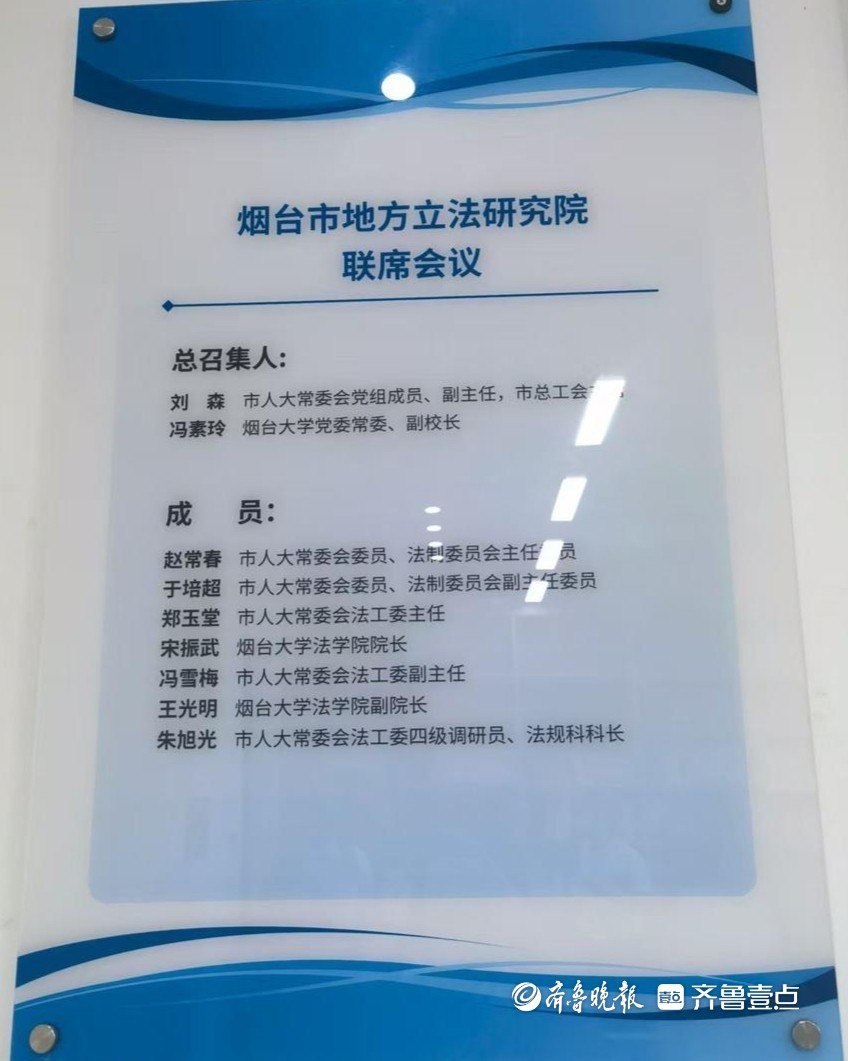 烟台市地方立法研究院
联席会议
总召集人:
刘 森 市人大常委会党组成员、副主任，市总工会
冯素玲 烟台大学党委常委、副校长
成 员:
赵常春 市人大常委会委员、法制委员会主任委员
于培超 市人大常委会委员、法制委员会副主任委员
郑玉堂 市人大常委会法工委主任
宋振武 烟台大学法学院院长
冯雪梅 市人大常委会法工委副主任
王光明 烟台大学法学院副院长
朱旭光 市人大常委会法工委四级调研员、法规科科长
齐鲁晚报 壹点 齐鲁壹点